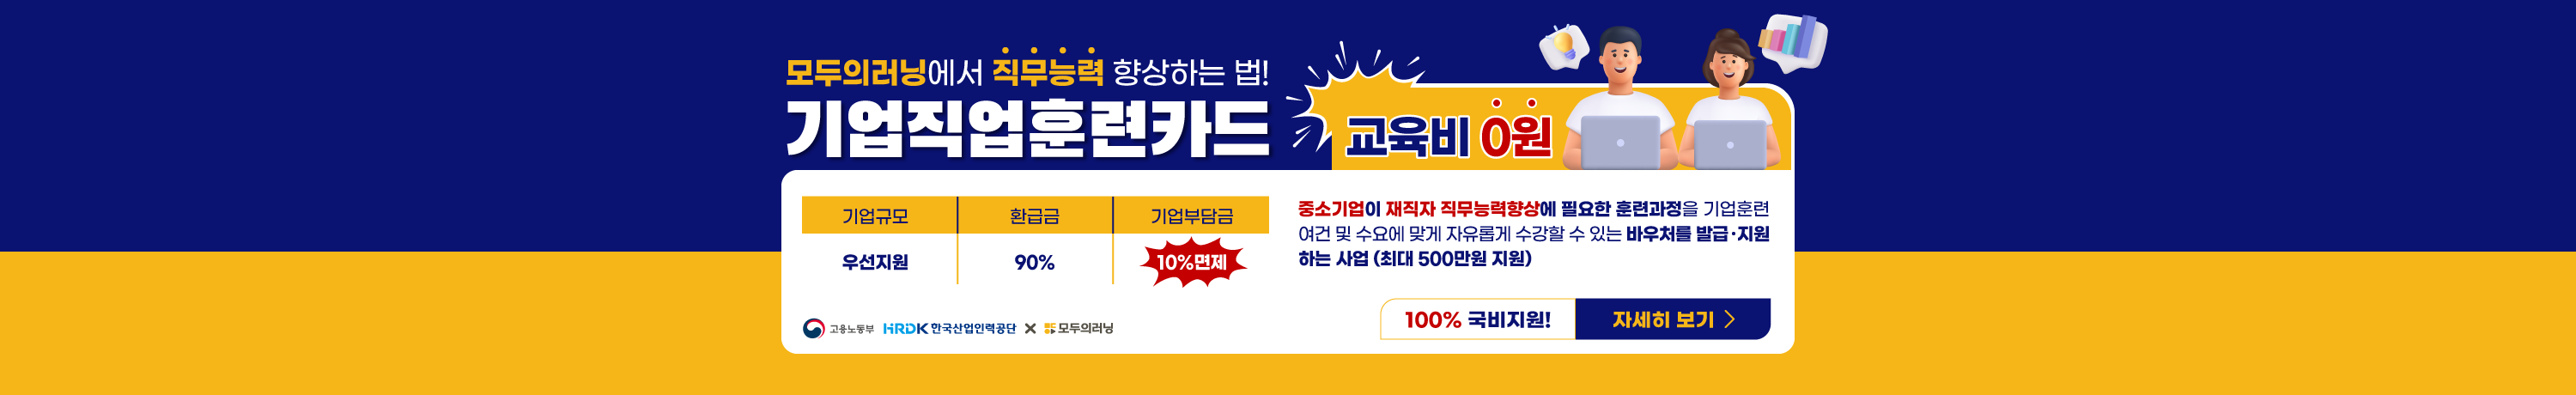 모두의러닝에서 직무능력 향상하는 법!
기업직업훈련카드
교육비 0원
기업규모 환급금 기업부담금
우선지원 90% 10%면제
중소기업이 재직자 직무능력향상에 필요한 훈련과정을 기업훈련
여건 및 수요에 맞게 자유롭게 수강할 수 있는 바우처를 발급·지원
하는 사업 (최대 500만원 지원)
고용노동부 HRDK 한국산업인력공단 X 모두의러닝
100% 국비지원! 자세히 보기 >